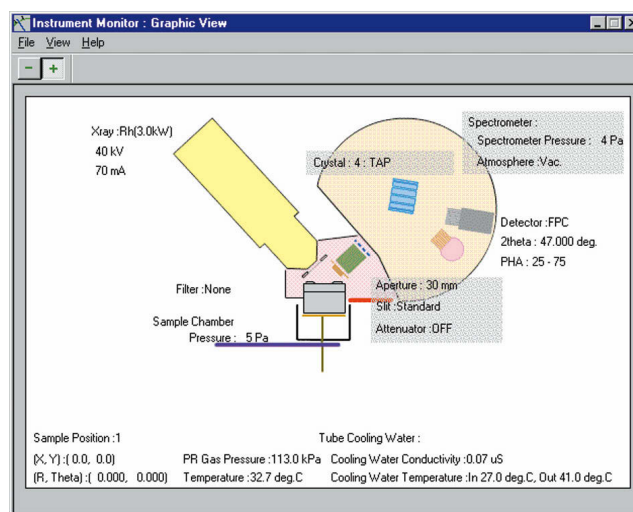 Instrument Monitor : Graphic View
File View Help
Xray :Rh(3.0kW)
40 kV
70 mA
Spectrometer :
Spectrometer Pressure : 4 Pa
Atmosphere :Vac.
Crystal : 4 : TAP
Detector :FPC
2theta : 47.000 deg.
PHA : 25 - 75
Filter :None
Aperture : 30 mm
Slit :Standard
Attenuator :OFF
Sample Chamber
Pressure : 5 Pa
Sample Position :1
Tube Cooling Water :
(X, Y) :( 0.0, 0.0)
PR Gas Pressure :113.0 kPa
Cooling Water Conductivity :0.07 uS
(R, Theta) :( 0.000, 0.000)
Temperature :32.7 deg.C
Cooling Water Temperature :In 27.0 deg.C, Out 41.0 deg.C